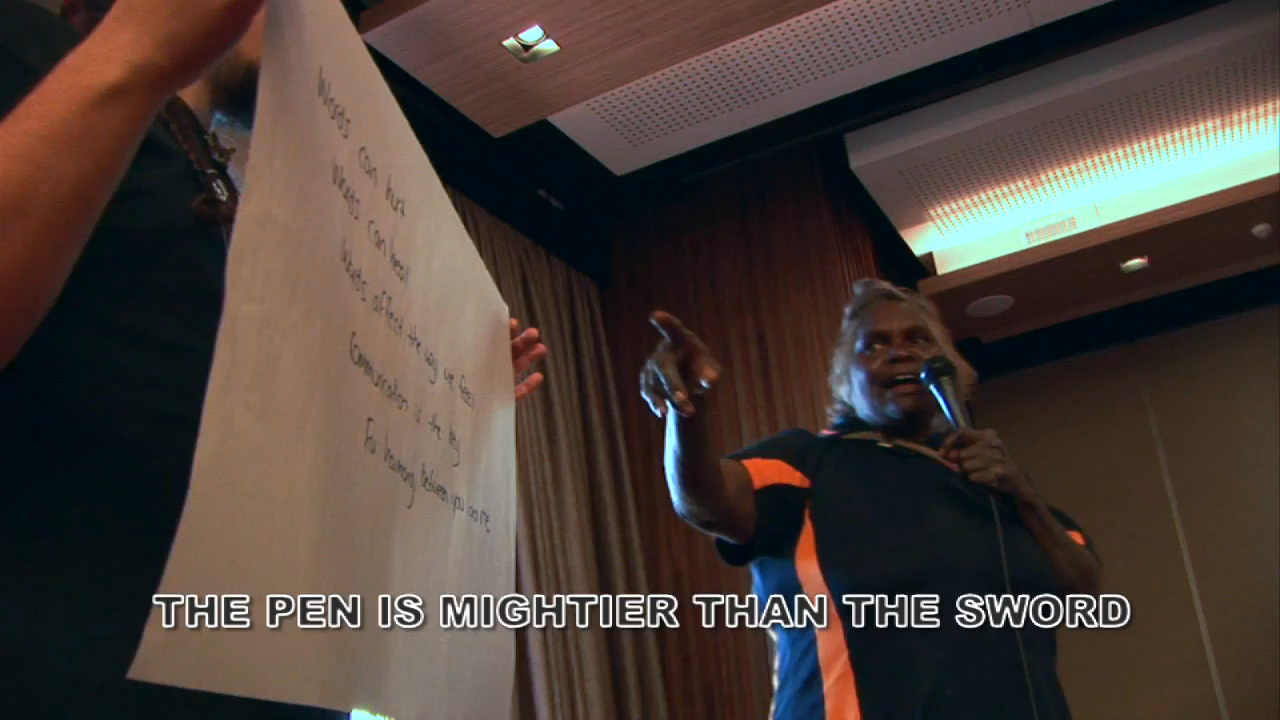 Words can hurt
Words can heal
Words affect the way we feel
Communication is the key
For harmony between you and me
THE PEN IS MIGHTIER THAN THE SWORD